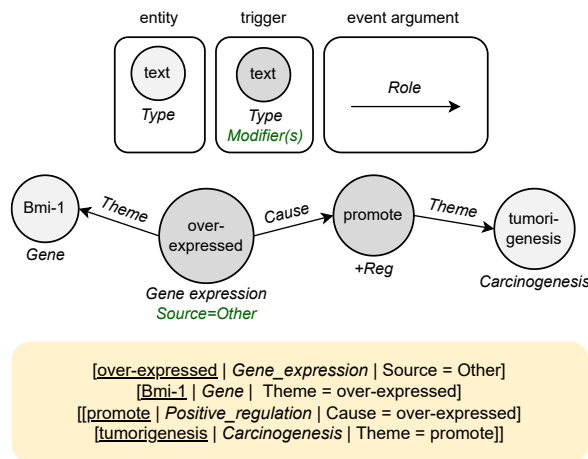 entity trigger event argument
text text Role
Type Type
Modifier(s)
Bmi-1 Theme over-expressed Cause promote Theme tumori-genesis
Gene Gene expression +Reg Carcinogenesis
Source=Other
[over-expressed | Gene_expression | Source = Other]
[Bmi-1 | Gene | Theme = over-expressed]
[[promote | Positive_regulation | Cause = over-expressed]
[tumorigenesis | Carcinogenesis | Theme = promote]]